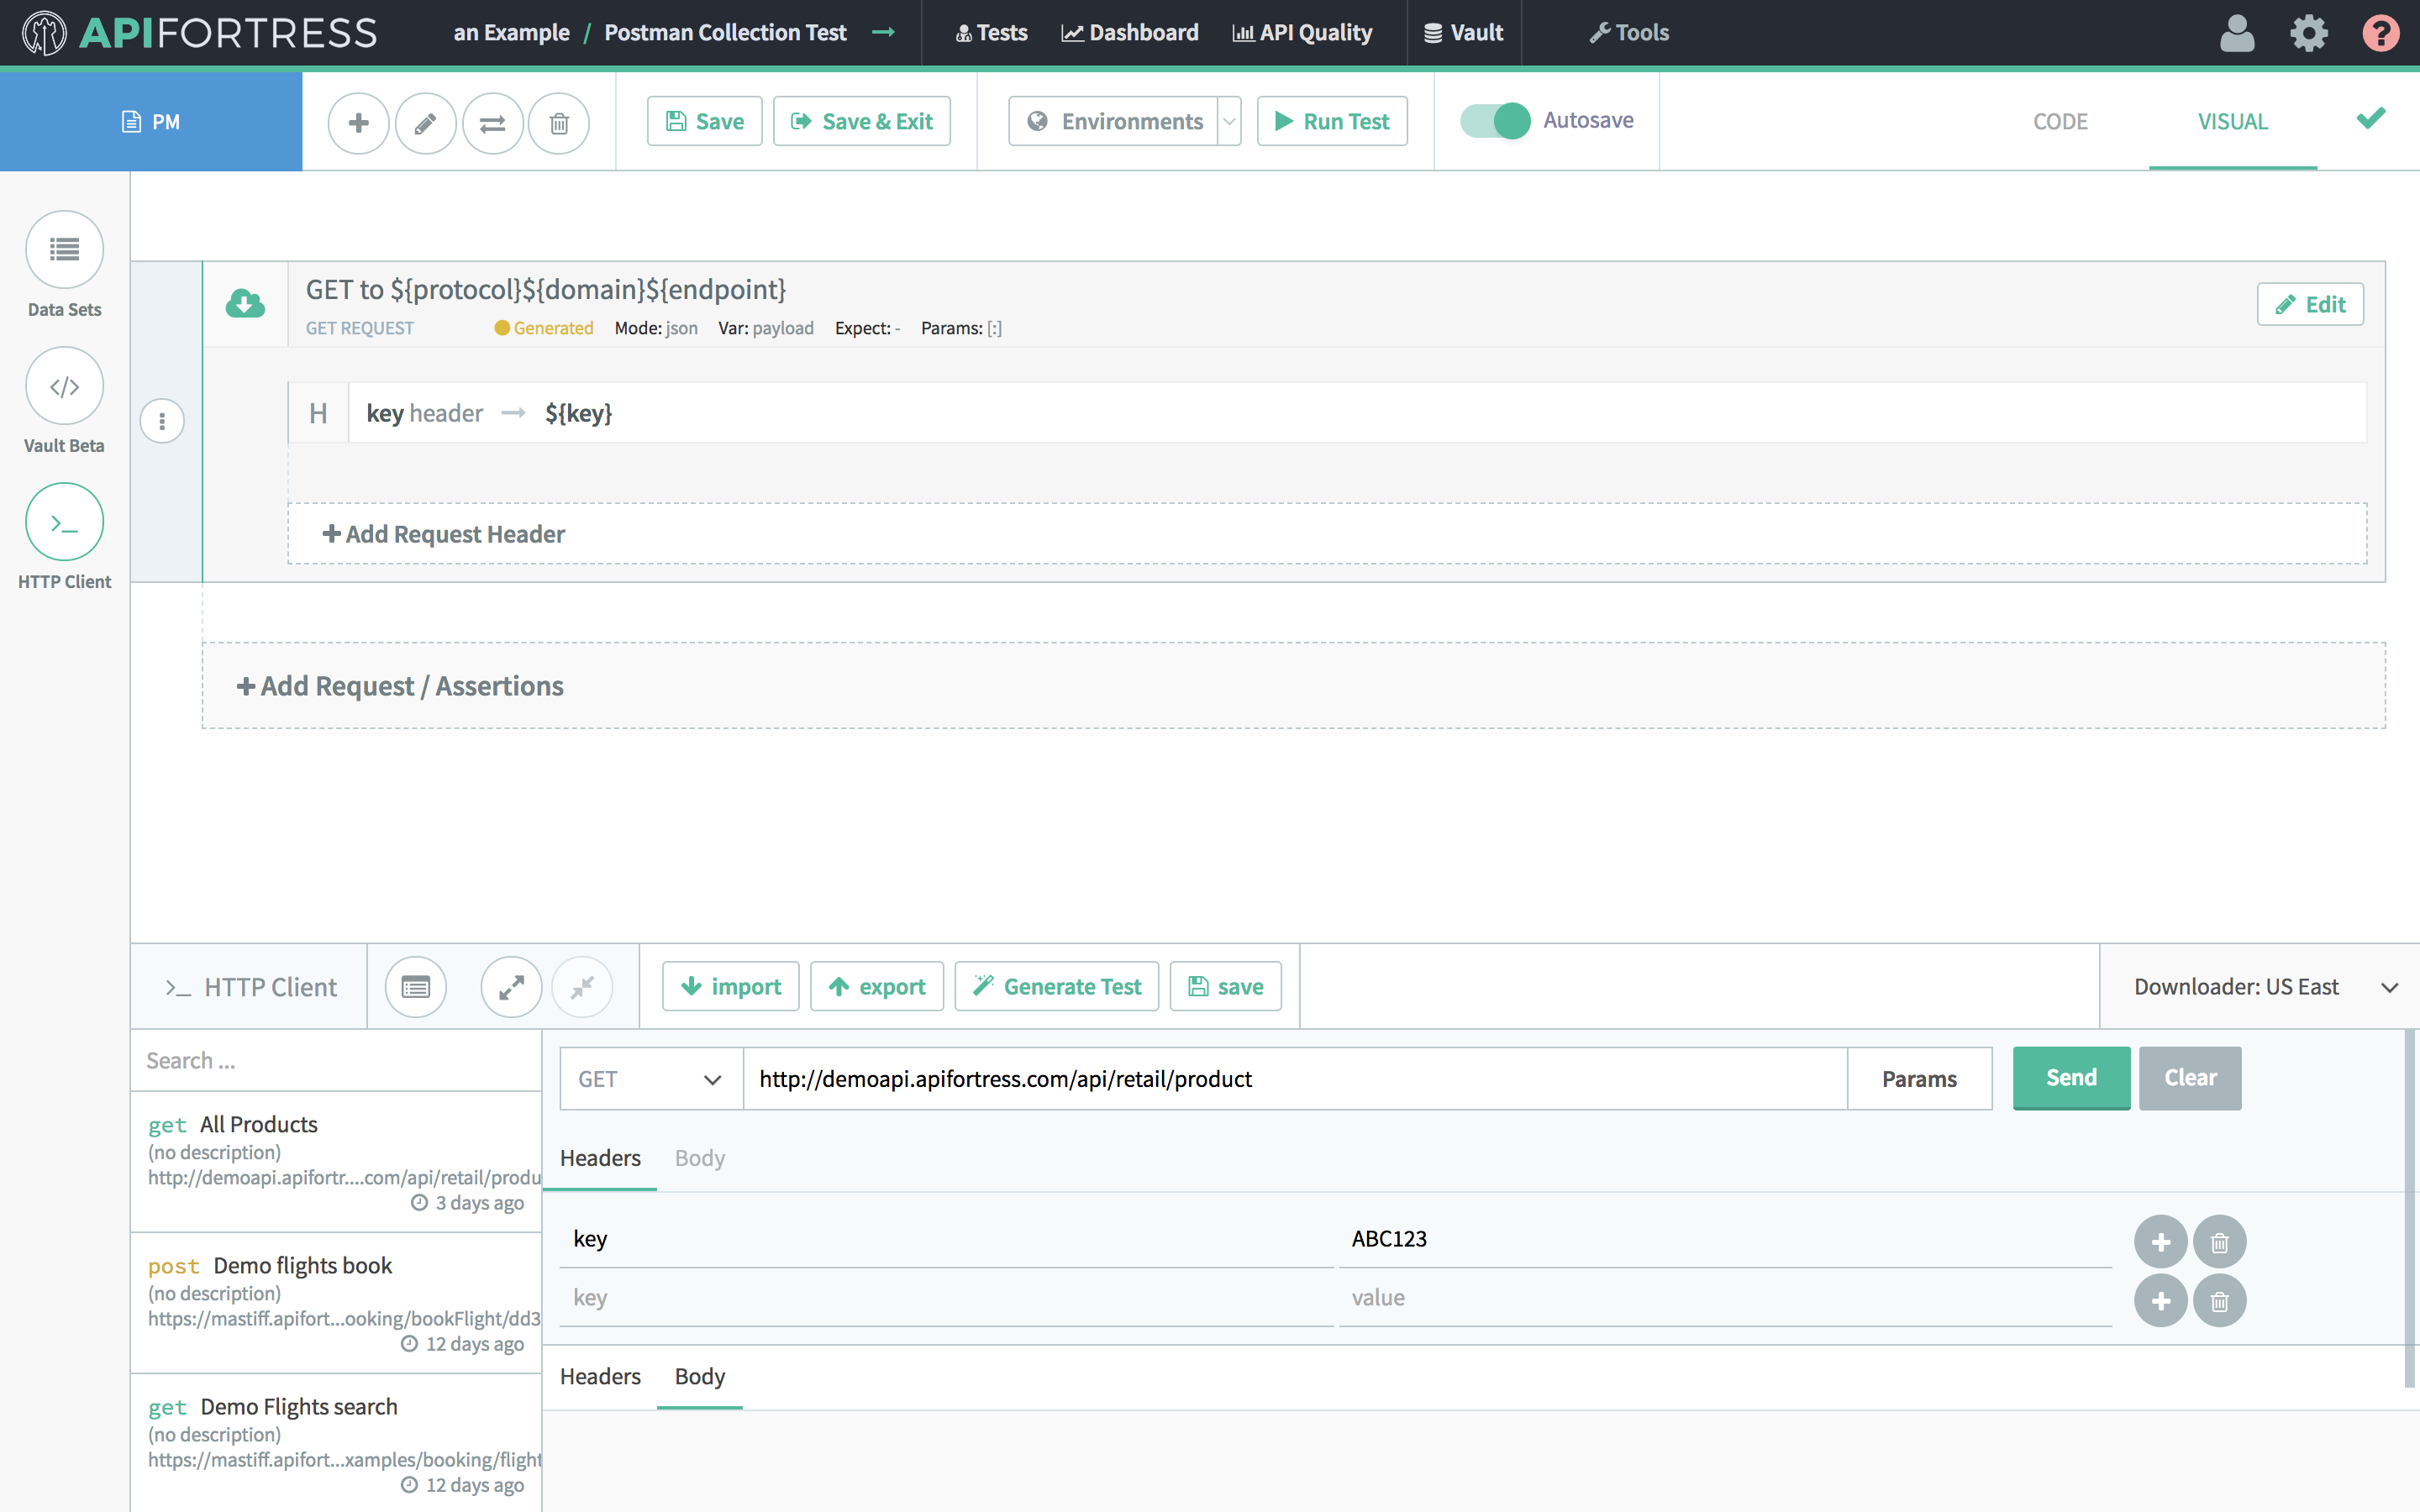 APIFORTRESS
an Example / Postman Collection Test → Tests Dashboard API Quality Vault Tools ?
PM Save Save & Exit Environments Run Test Autosave CODE VISUAL
Data Sets
Vault Beta
HTTP Client
GET to ${protocol}${domain}${endpoint}
GET REQUEST Generated Mode: json Var: payload Expect: - Params: [:]
Edit
H key header → ${key}
+ Add Request Header
+ Add Request / Assertions
>_ HTTP Client import export Generate Test save Downloader: US East
Search ...
get All Products
(no description)
http://demoapi.apifortr....com/api/retail/produ
3 days ago
post Demo flights book
(no description)
https://mastiff.apifort...ooking/bookFlight/dd3
12 days ago
get Demo Flights search
(no description)
https://mastiff.apifort...xamples/booking/flight
12 days ago
GET http://demoapi.apifortress.com/api/retail/product Params Send Clear
Headers Body
key ABC123
key value
Headers Body